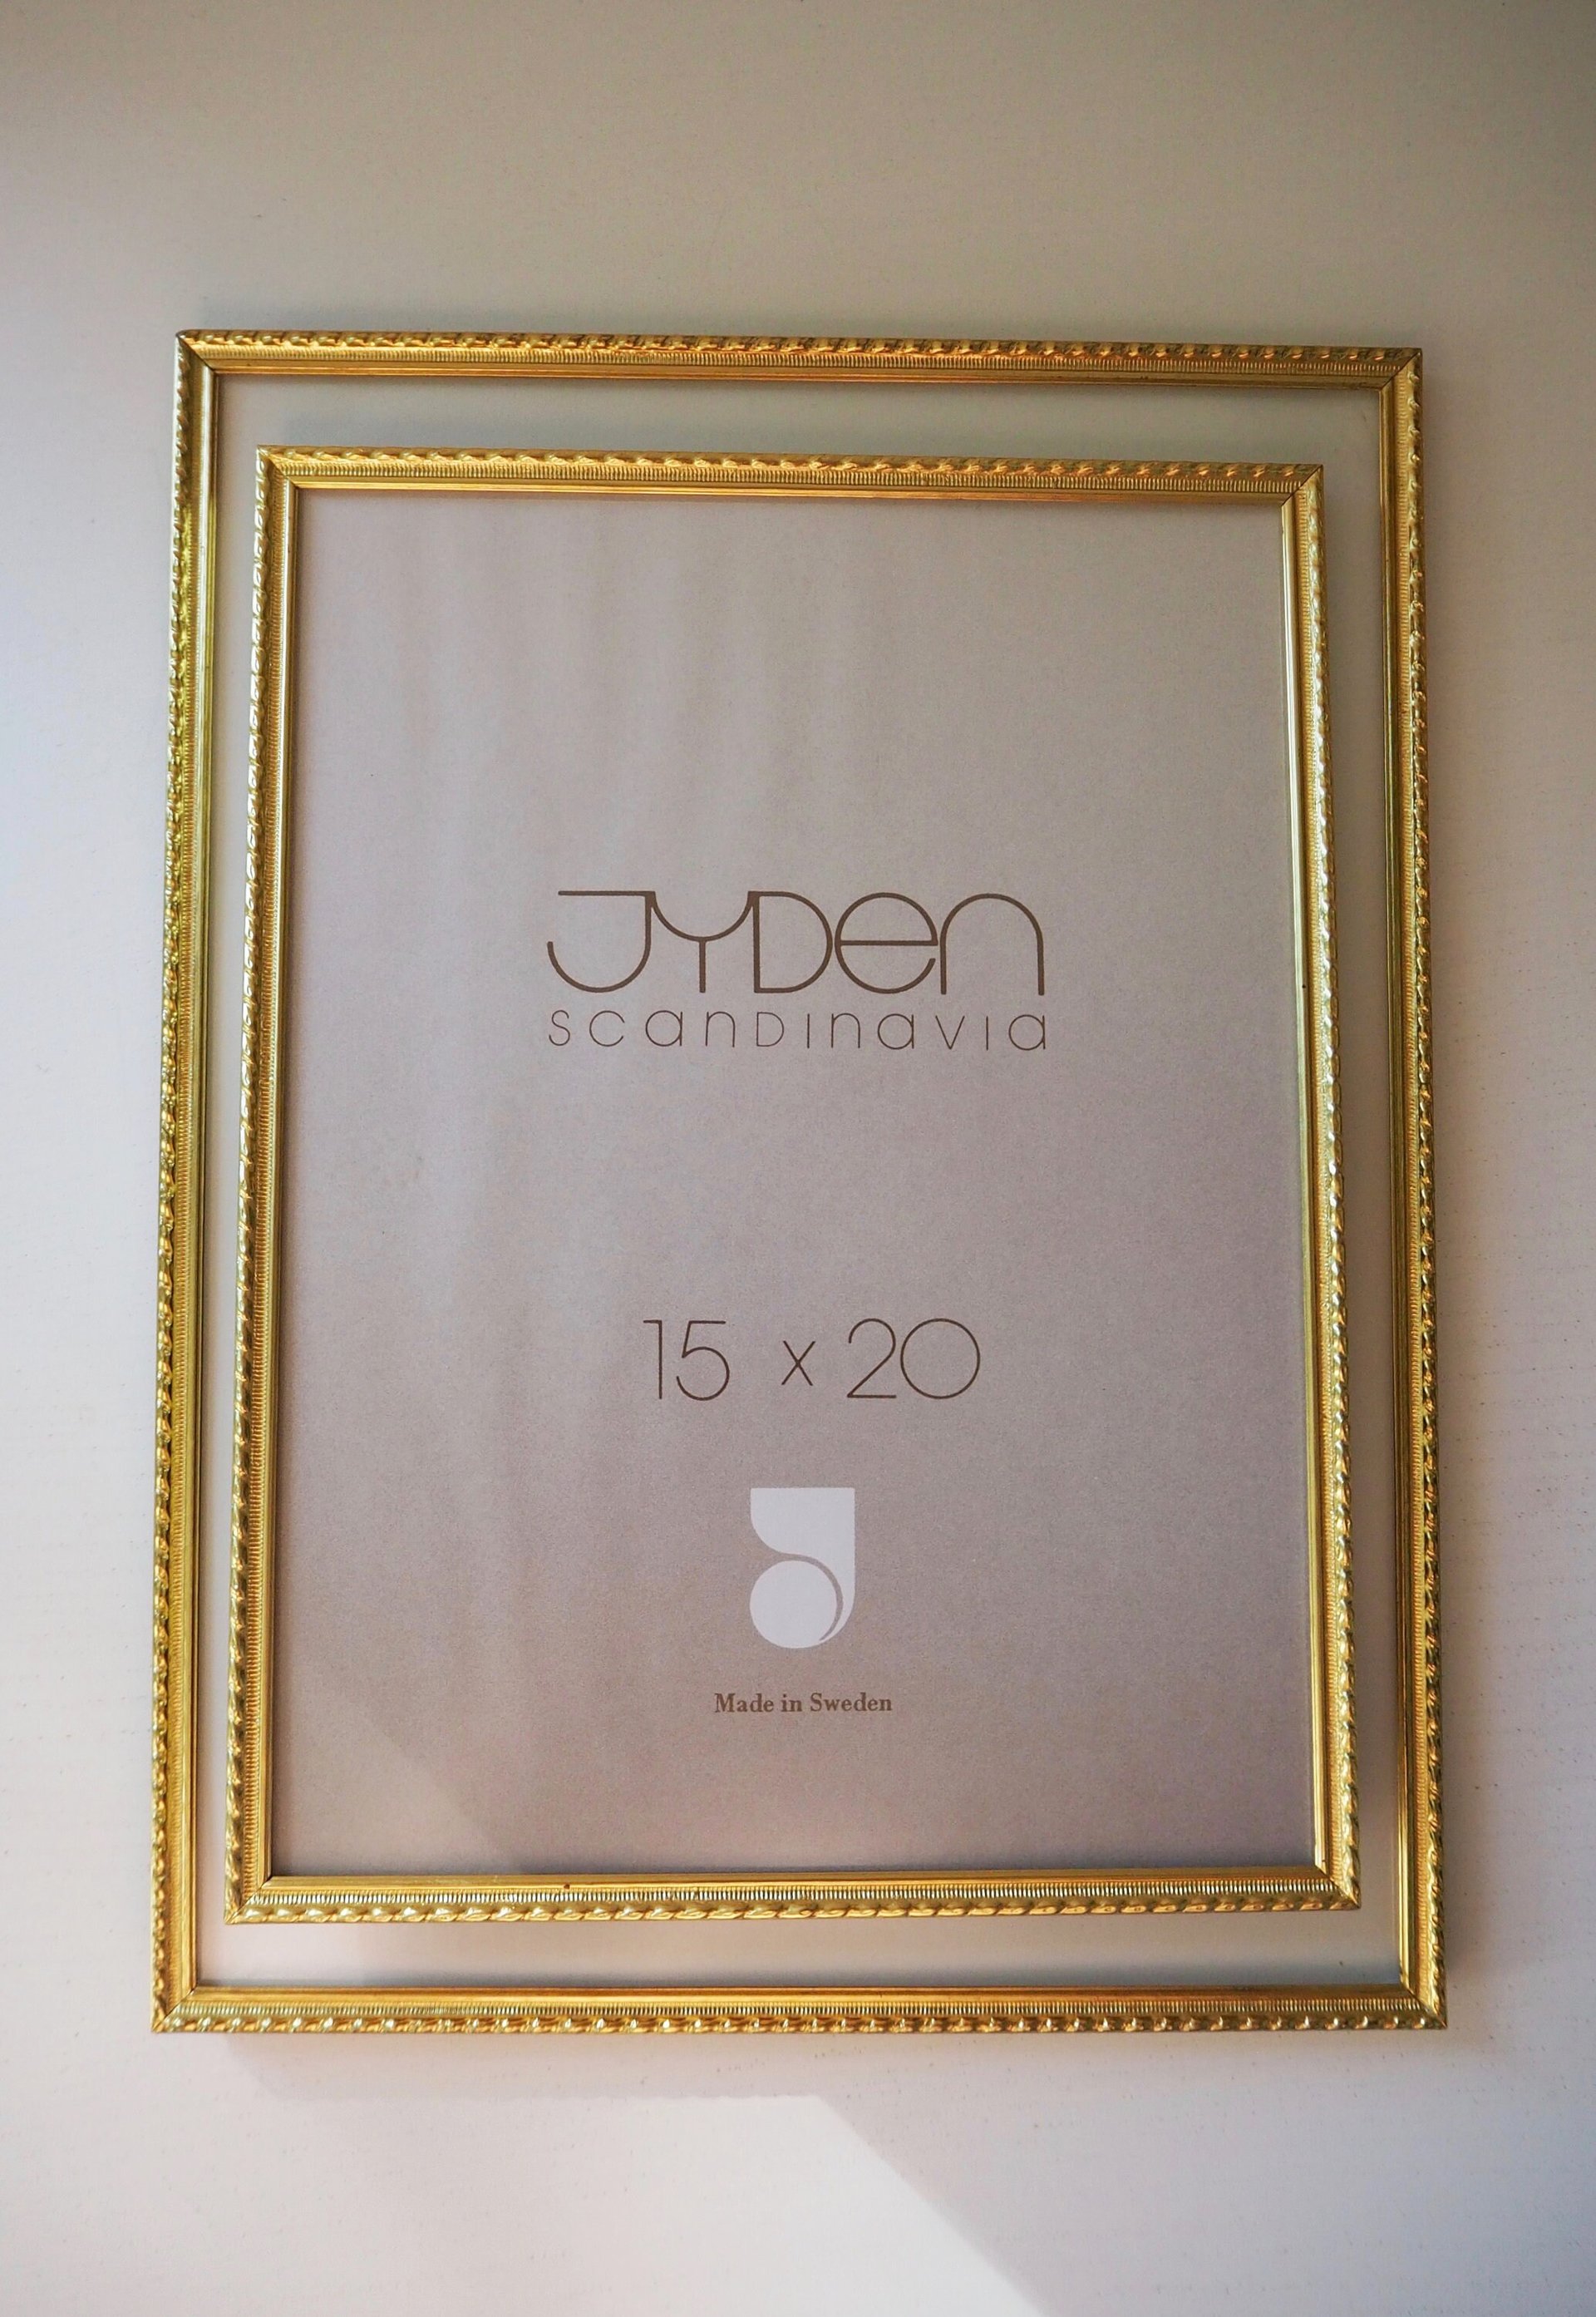 JYDen
scanDinavia
15 x 20
Made in Sweden